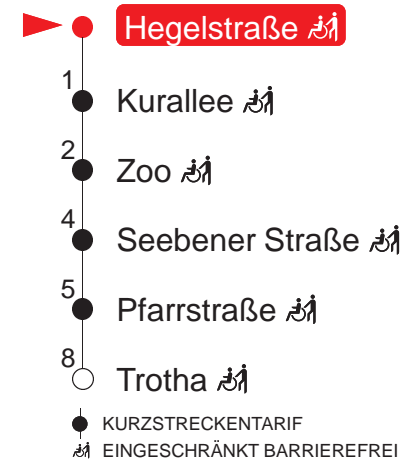 Hegelstraße
1
Kurallee
2
Zoo
4
Seebener Straße
5
Pfarrstraße
8
Trotha
KURZSTRECKENTARIF
EINGESCHRÄNKT BARRIEREFREI